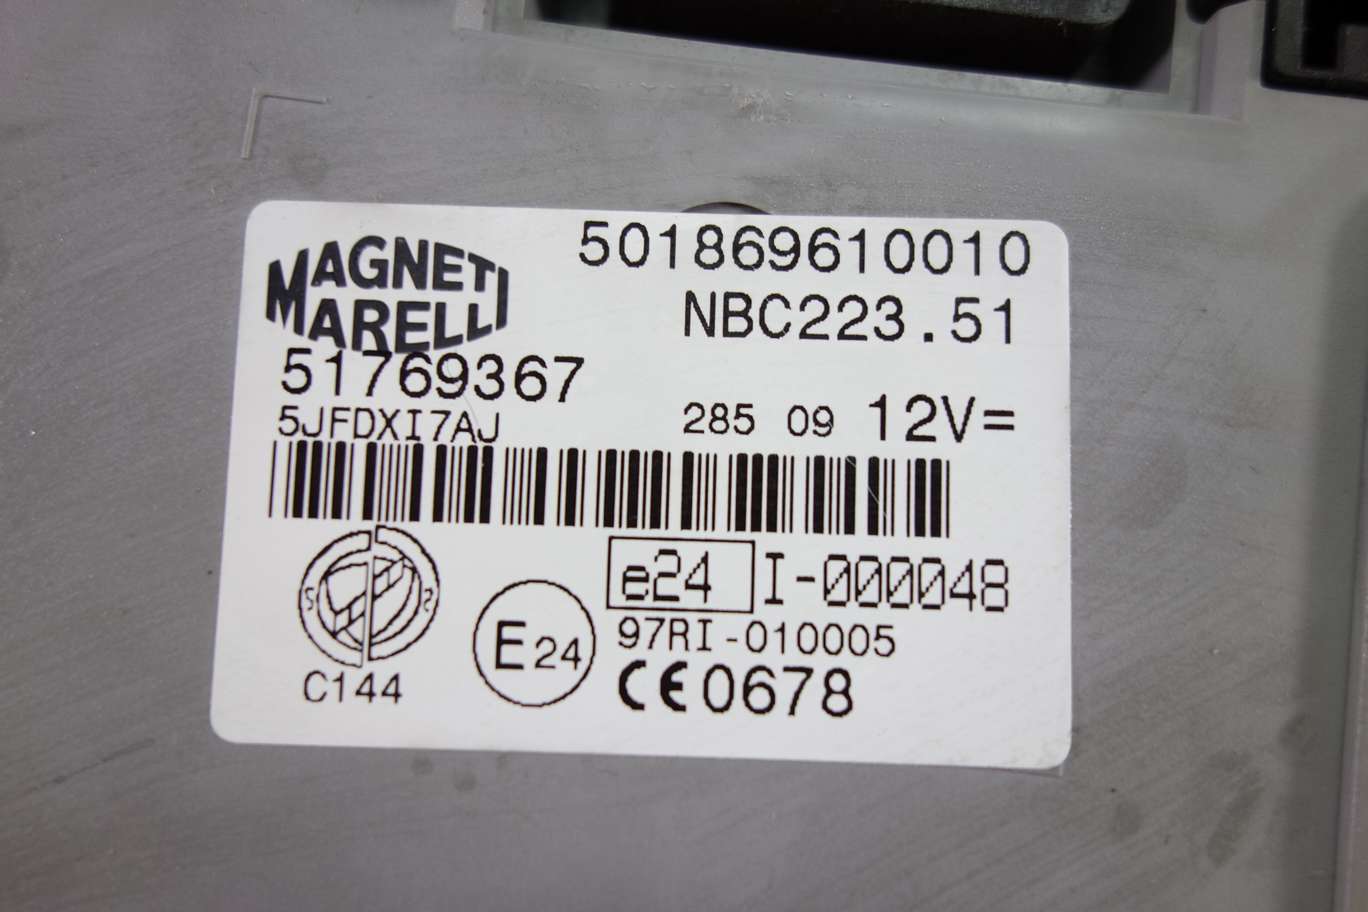 MAGNETI
MARELLI
501869610010
NBC223.51
51769367
5JFDXI7AJ
285 09 12V=
e24 I-000048
97RI-010005
E24
C144
CE0678